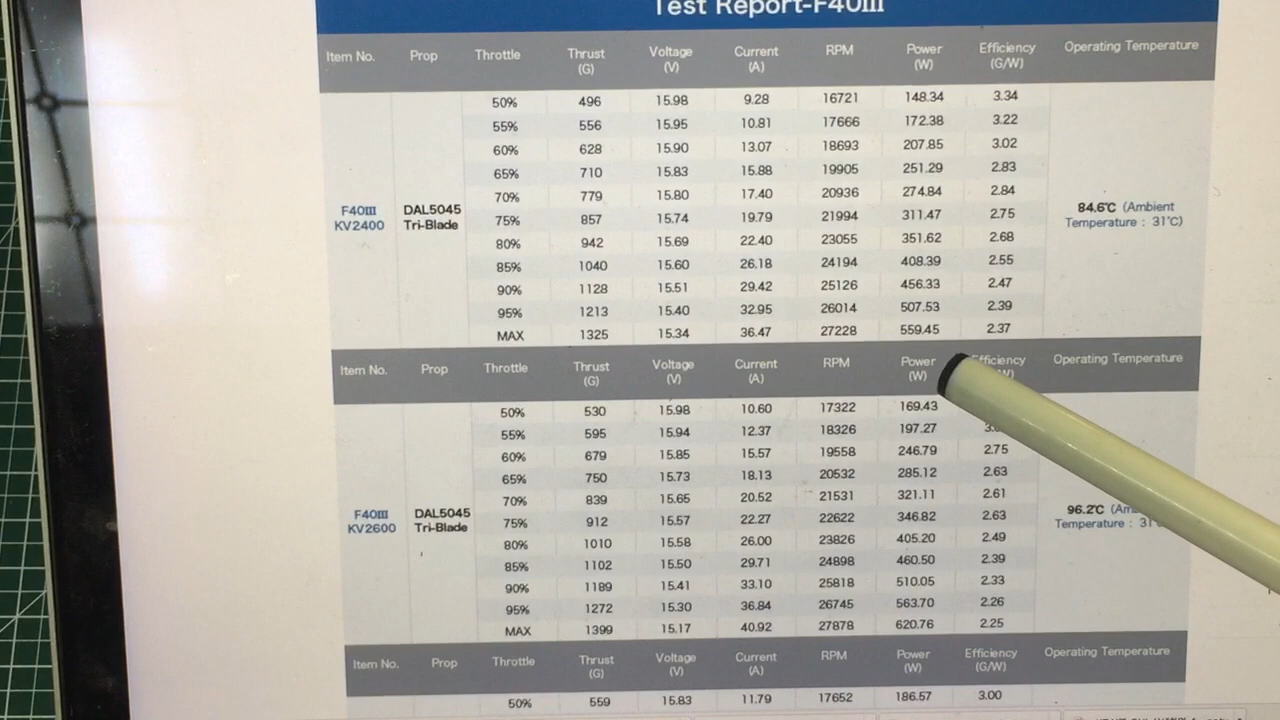 Test Report-F40III
Item No. Prop Throttle Thrust (G) Voltage (V) Current (A) RPM Power (W) Efficiency (G/W) Operating Temperature
F40III KV2400 DAL5045 Tri-Blade 84.6℃ (Ambient Temperature : 31℃)
50% 496 15.98 9.28 16721 148.34 3.34
55% 556 15.95 10.81 17666 172.38 3.22
60% 628 15.90 13.07 18693 207.85 3.02
65% 710 15.83 15.88 19905 251.29 2.83
70% 779 15.80 17.40 20936 274.84 2.84
75% 857 15.74 19.79 21994 311.47 2.75
80% 942 15.69 22.40 23055 351.62 2.68
85% 1040 15.60 26.18 24194 408.39 2.55
90% 1128 15.51 29.42 25126 456.33 2.47
95% 1213 15.40 32.95 26014 507.53 2.39
MAX 1325 15.34 36.47 27228 559.45 2.37
Item No. Prop Throttle Thrust (G) Voltage (V) Current (A) RPM Power (W) Operating Temperature
F40III KV2600 DAL5045 Tri-Blade 96.2℃ Temperature :
50% 530 15.98 10.60 17322 169.43
55% 595 15.94 12.37 18326 197.27
60% 679 15.85 15.57 19558 246.79 2.75
65% 750 15.73 18.13 20532 285.12 2.63
70% 839 15.65 20.52 21531 321.11 2.61
75% 912 15.57 22.27 22622 346.82 2.63
80% 1010 15.58 26.00 23826 405.20 2.49
85% 1102 15.50 29.71 24898 460.50 2.39
90% 1189 15.41 33.10 25818 510.05 2.33
95% 1272 15.30 36.84 26745 563.70 2.26
MAX 1399 15.17 40.92 27878 620.76 2.25
Item No. Prop Throttle Thrust (G) Voltage (V) Current (A) RPM Power (W) Efficiency (G/W) Operating Temperature
50% 559 15.83 11.79 17652 186.57 3.00